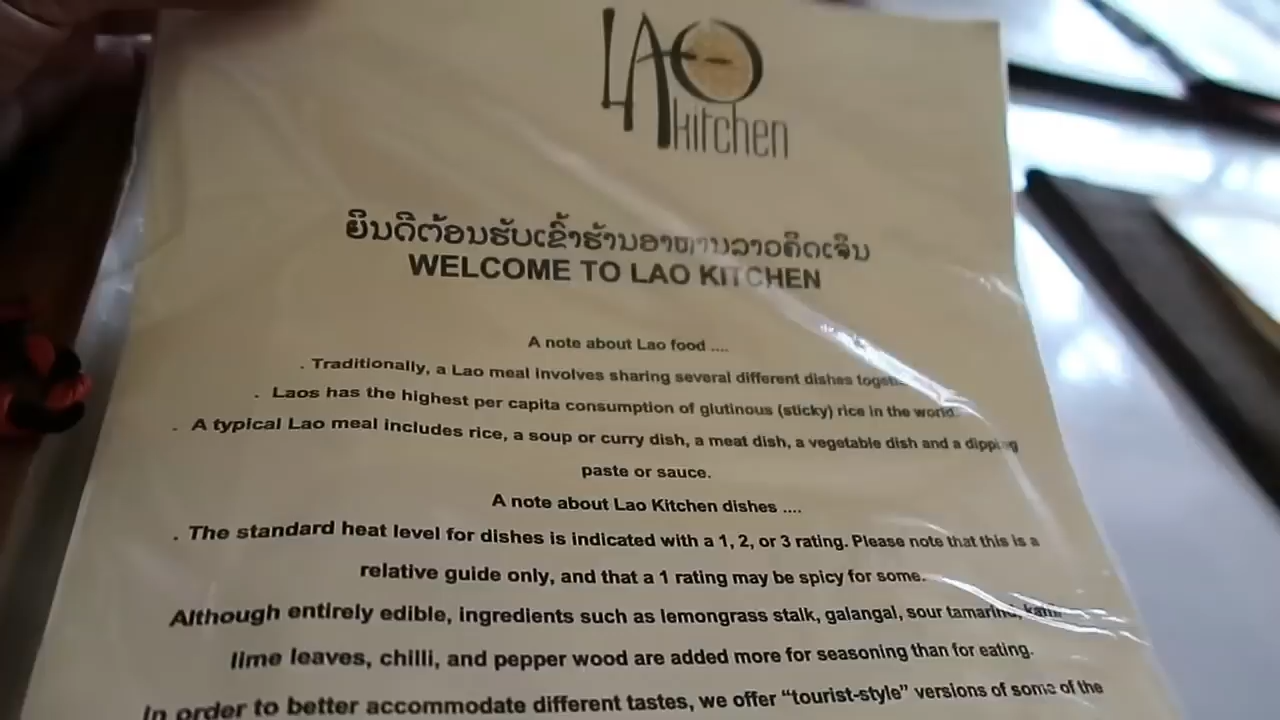 LAO
kitchen
ຍິນດີຕ້ອນຮັບເຂົ້າຮ້ານອາຫານລາວຄິດເຈິນ
WELCOME TO LAO KITCHEN
A note about Lao food ....
. Traditionally, a Lao meal involves sharing several different dishes
. Laos has the highest per capita consumption of glutinous (sticky) rice in the world.
. A typical Lao meal includes rice, a soup or curry dish, a meat dish, a vegetable dish and a dipping
paste or sauce.
A note about Lao Kitchen dishes ....
. The standard heat level for dishes is indicated with a 1, 2, or 3 rating. Please note that this is a
relative guide only, and that a 1 rating may be spicy for some.
Although entirely edible, ingredients such as lemongrass stalk, galangal, sour tamarind,
lime leaves, chilli, and pepper wood are added more for seasoning than for eating.
In order to better accommodate different tastes, we offer “tourist-style” versions of some of the